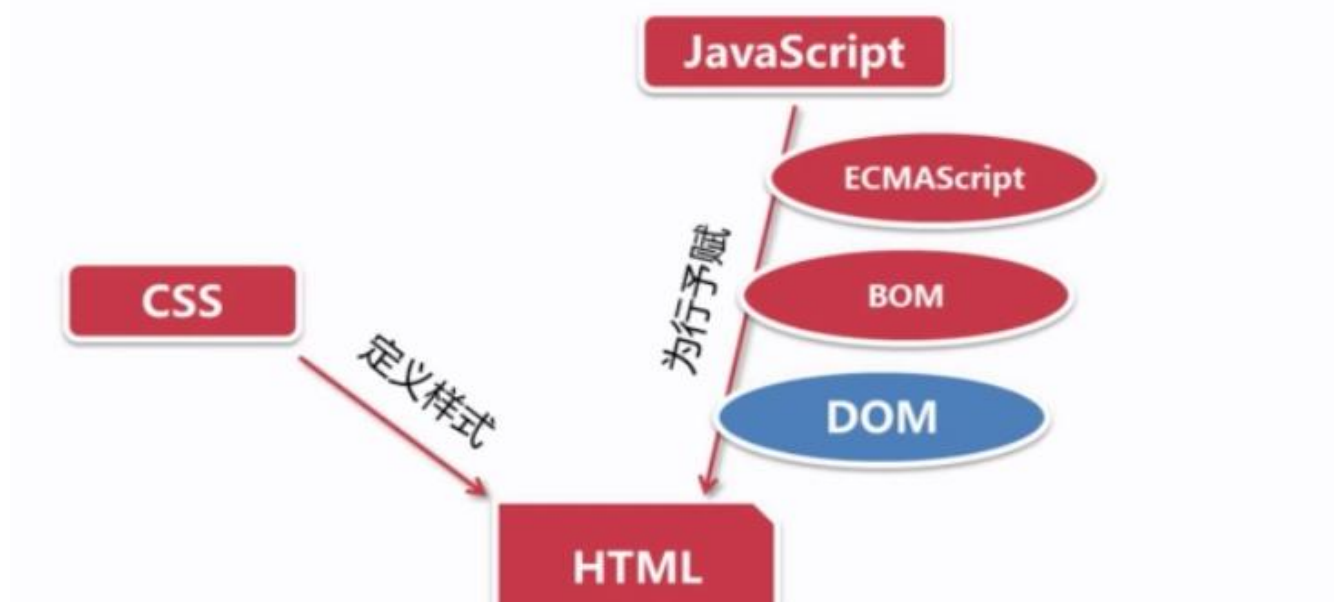 JavaScript
ECMAScript
为行予赋
BOM
CSS
定义样式
DOM
HTML